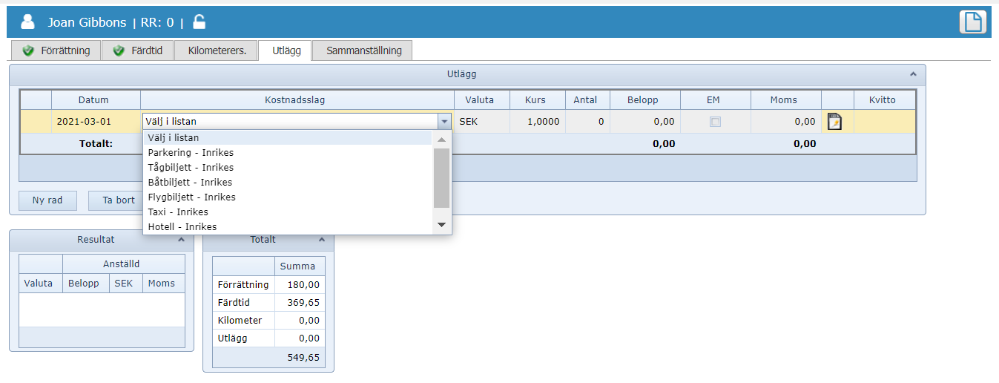 Joan Gibbons | RR: 0 |
Förrättning Färdtid Kilometerers. Utlägg Sammanställning
Utlägg
Datum Kostnadsslag Valuta Kurs Antal Belopp EM Moms Kvitto
2021-03-01 Välj i listan SEK 1,0000 0 0,00 0,00
Totalt: 0,00 0,00
Välj i listan
Parkering - Inrikes
Tågbiljett - Inrikes
Båtbiljett - Inrikes
Flygbiljett - Inrikes
Taxi - Inrikes
Hotell - Inrikes
Ny rad Ta bort
Resultat
Anställd
Valuta Belopp SEK Moms
Totalt
Summa
Förrättning 180,00
Färdtid 369,65
Kilometer 0,00
Utlägg 0,00
549,65